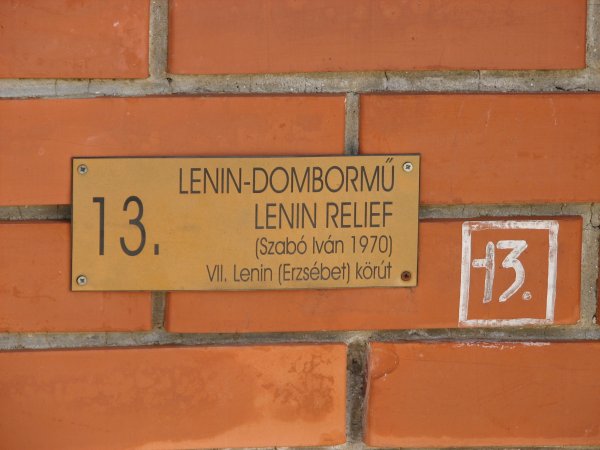 13.
LENIN-DOMBORMŰ
LENIN RELIEF
(Szabó Iván 1970)
VII. Lenin (Erzsébet) körút
13.